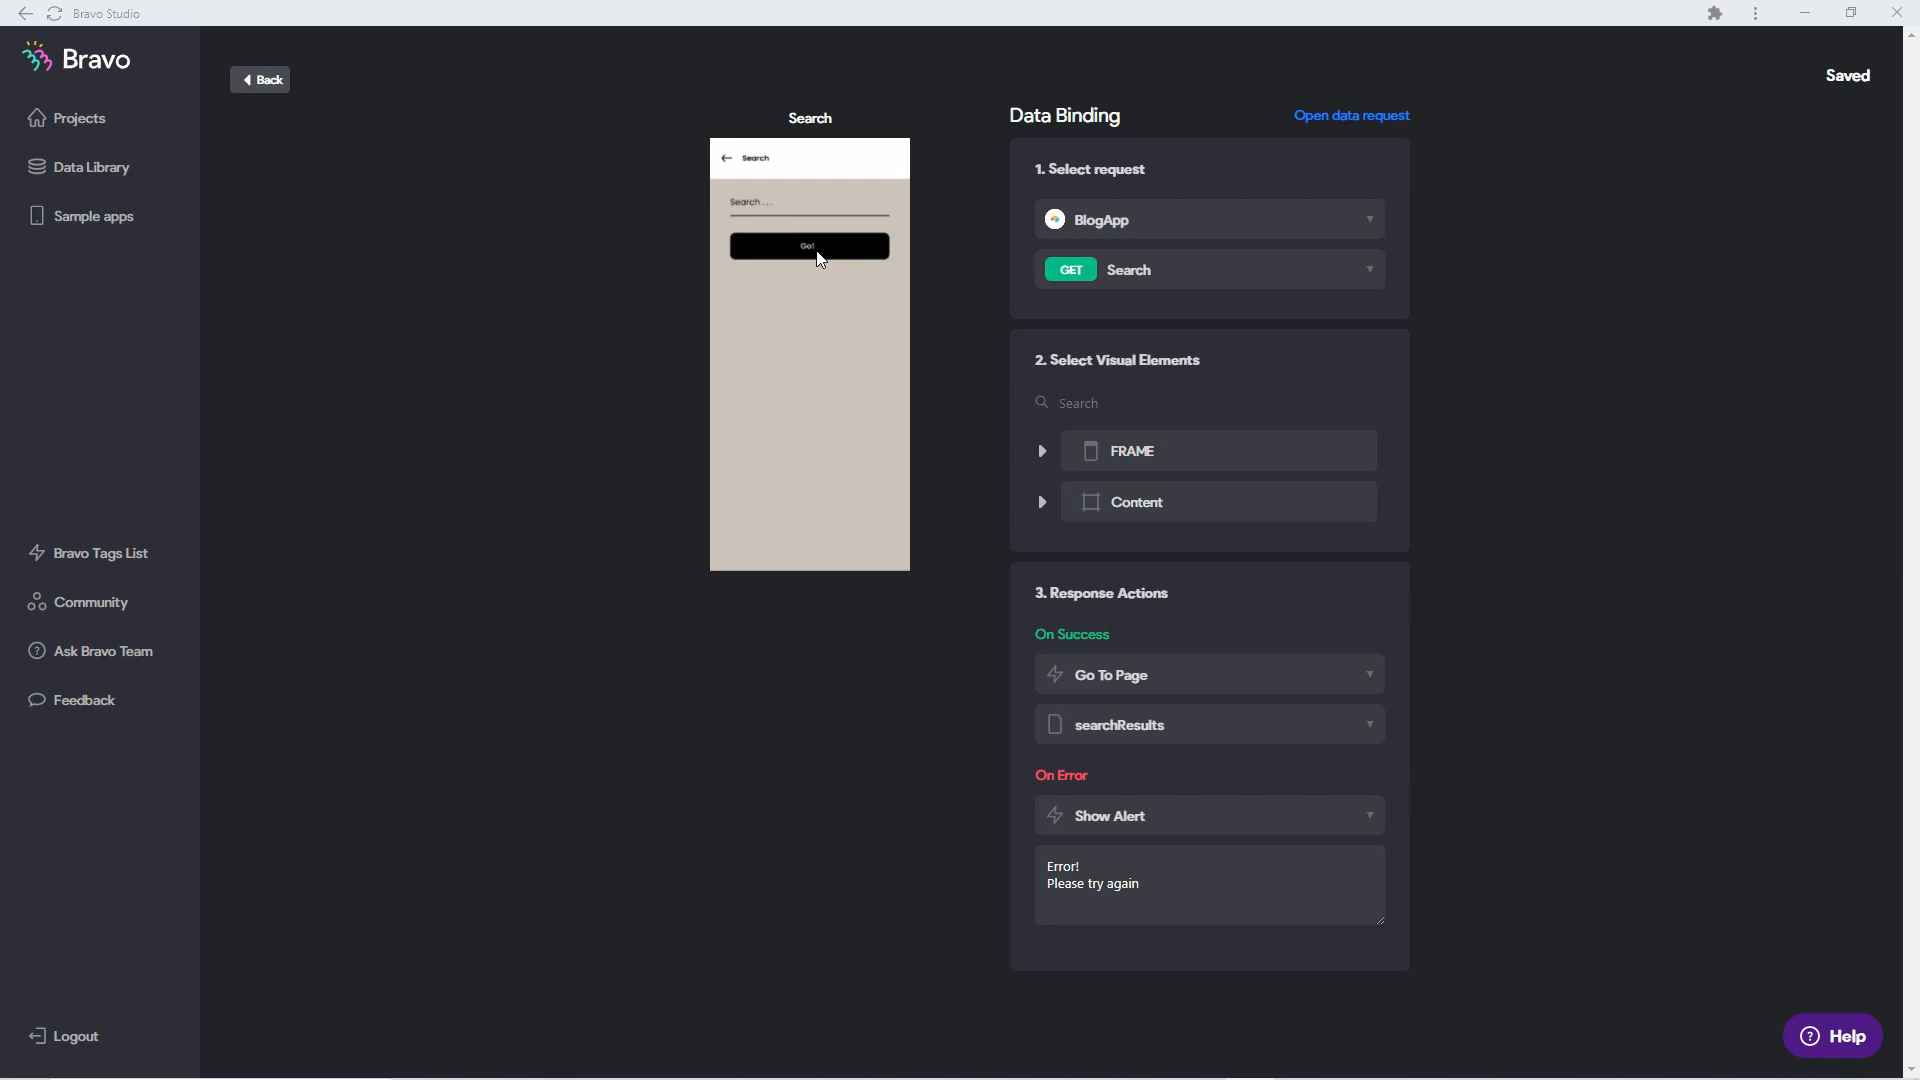 Bravo Studio
Bravo
Projects
Data Library
Sample apps
Bravo Tags List
Community
Ask Bravo Team
Feedback
Logout
Back
Saved
Search
Search
Search ...
Go!
Data Binding
Open data request
1. Select request
BlogApp
GET Search
2. Select Visual Elements
Search
FRAME
Content
3. Response Actions
On Success
Go To Page
searchResults
On Error
Show Alert
Error!
Please try again
Help